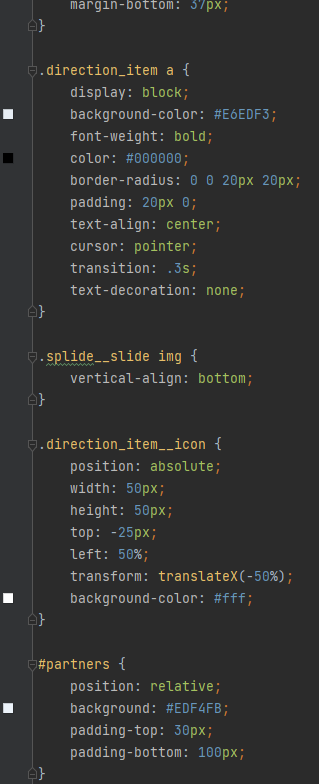 margin-bottom: 37px;
}
.direction_item a {
display: block;
background-color: #E6EDF3;
font-weight: bold;
color: #000000;
border-radius: 0 0 20px 20px;
padding: 20px 0;
text-align: center;
cursor: pointer;
transition: .3s;
text-decoration: none;
}
.splide__slide img {
vertical-align: bottom;
}
.direction_item__icon {
position: absolute;
width: 50px;
height: 50px;
top: -25px;
left: 50%;
transform: translateX(-50%);
background-color: #fff;
}
#partners {
position: relative;
background: #EDF4FB;
padding-top: 30px;
padding-bottom: 100px;
}